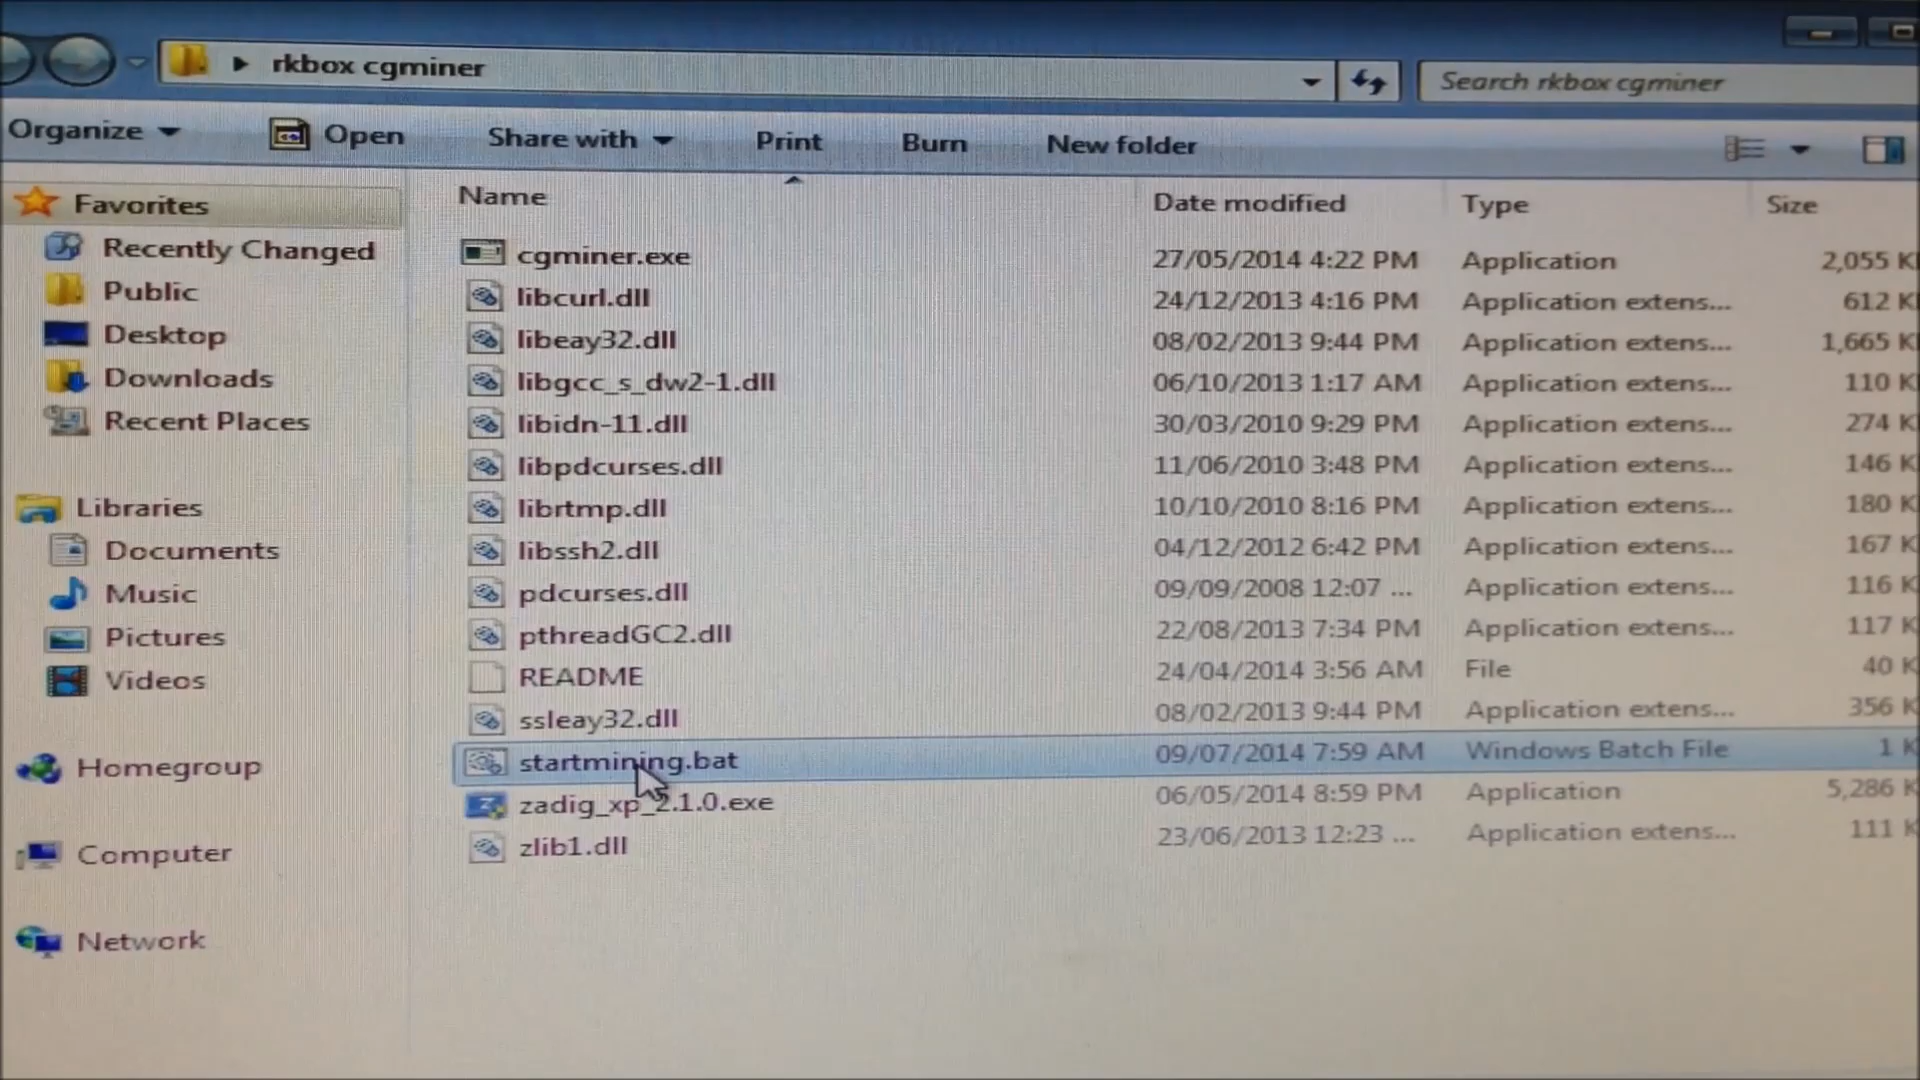 rkbox cgminer
Search rkbox cgminer
Organize Open Share with Print Burn New folder
Name Date modified Type Size
Favorites
Recently Changed
Public
Desktop
Downloads
Recent Places
Libraries
Documents
Music
Pictures
Videos
Homegroup
Computer
Network
cgminer.exe 27/05/2014 4:22 PM Application 2,055 K
libcurl.dll 24/12/2013 4:16 PM Application extens... 612 K
libeay32.dll 08/02/2013 9:44 PM Application extens... 1,665 K
libgcc_s_dw2-1.dll 06/10/2013 1:17 AM Application extens... 110 K
libidn-11.dll 30/03/2010 9:29 PM Application extens... 274 K
libpdcurses.dll 11/06/2010 3:48 PM Application extens... 146 K
librtmp.dll 10/10/2010 8:16 PM Application extens... 180 K
libssh2.dll 04/12/2012 6:42 PM Application extens... 167 K
pdcurses.dll 09/09/2008 12:07 ... Application extens... 116 K
pthreadGC2.dll 22/08/2013 7:34 PM Application extens... 117 K
README 24/04/2014 3:56 AM File 40 K
ssleay32.dll 08/02/2013 9:44 PM Application extens... 356 K
startmining.bat 09/07/2014 7:59 AM Windows Batch File 1 K
zadig_xp_2.1.0.exe 06/05/2014 8:59 PM Application 5,286 K
zlib1.dll 23/06/2013 12:23 ... Application extens... 111 K